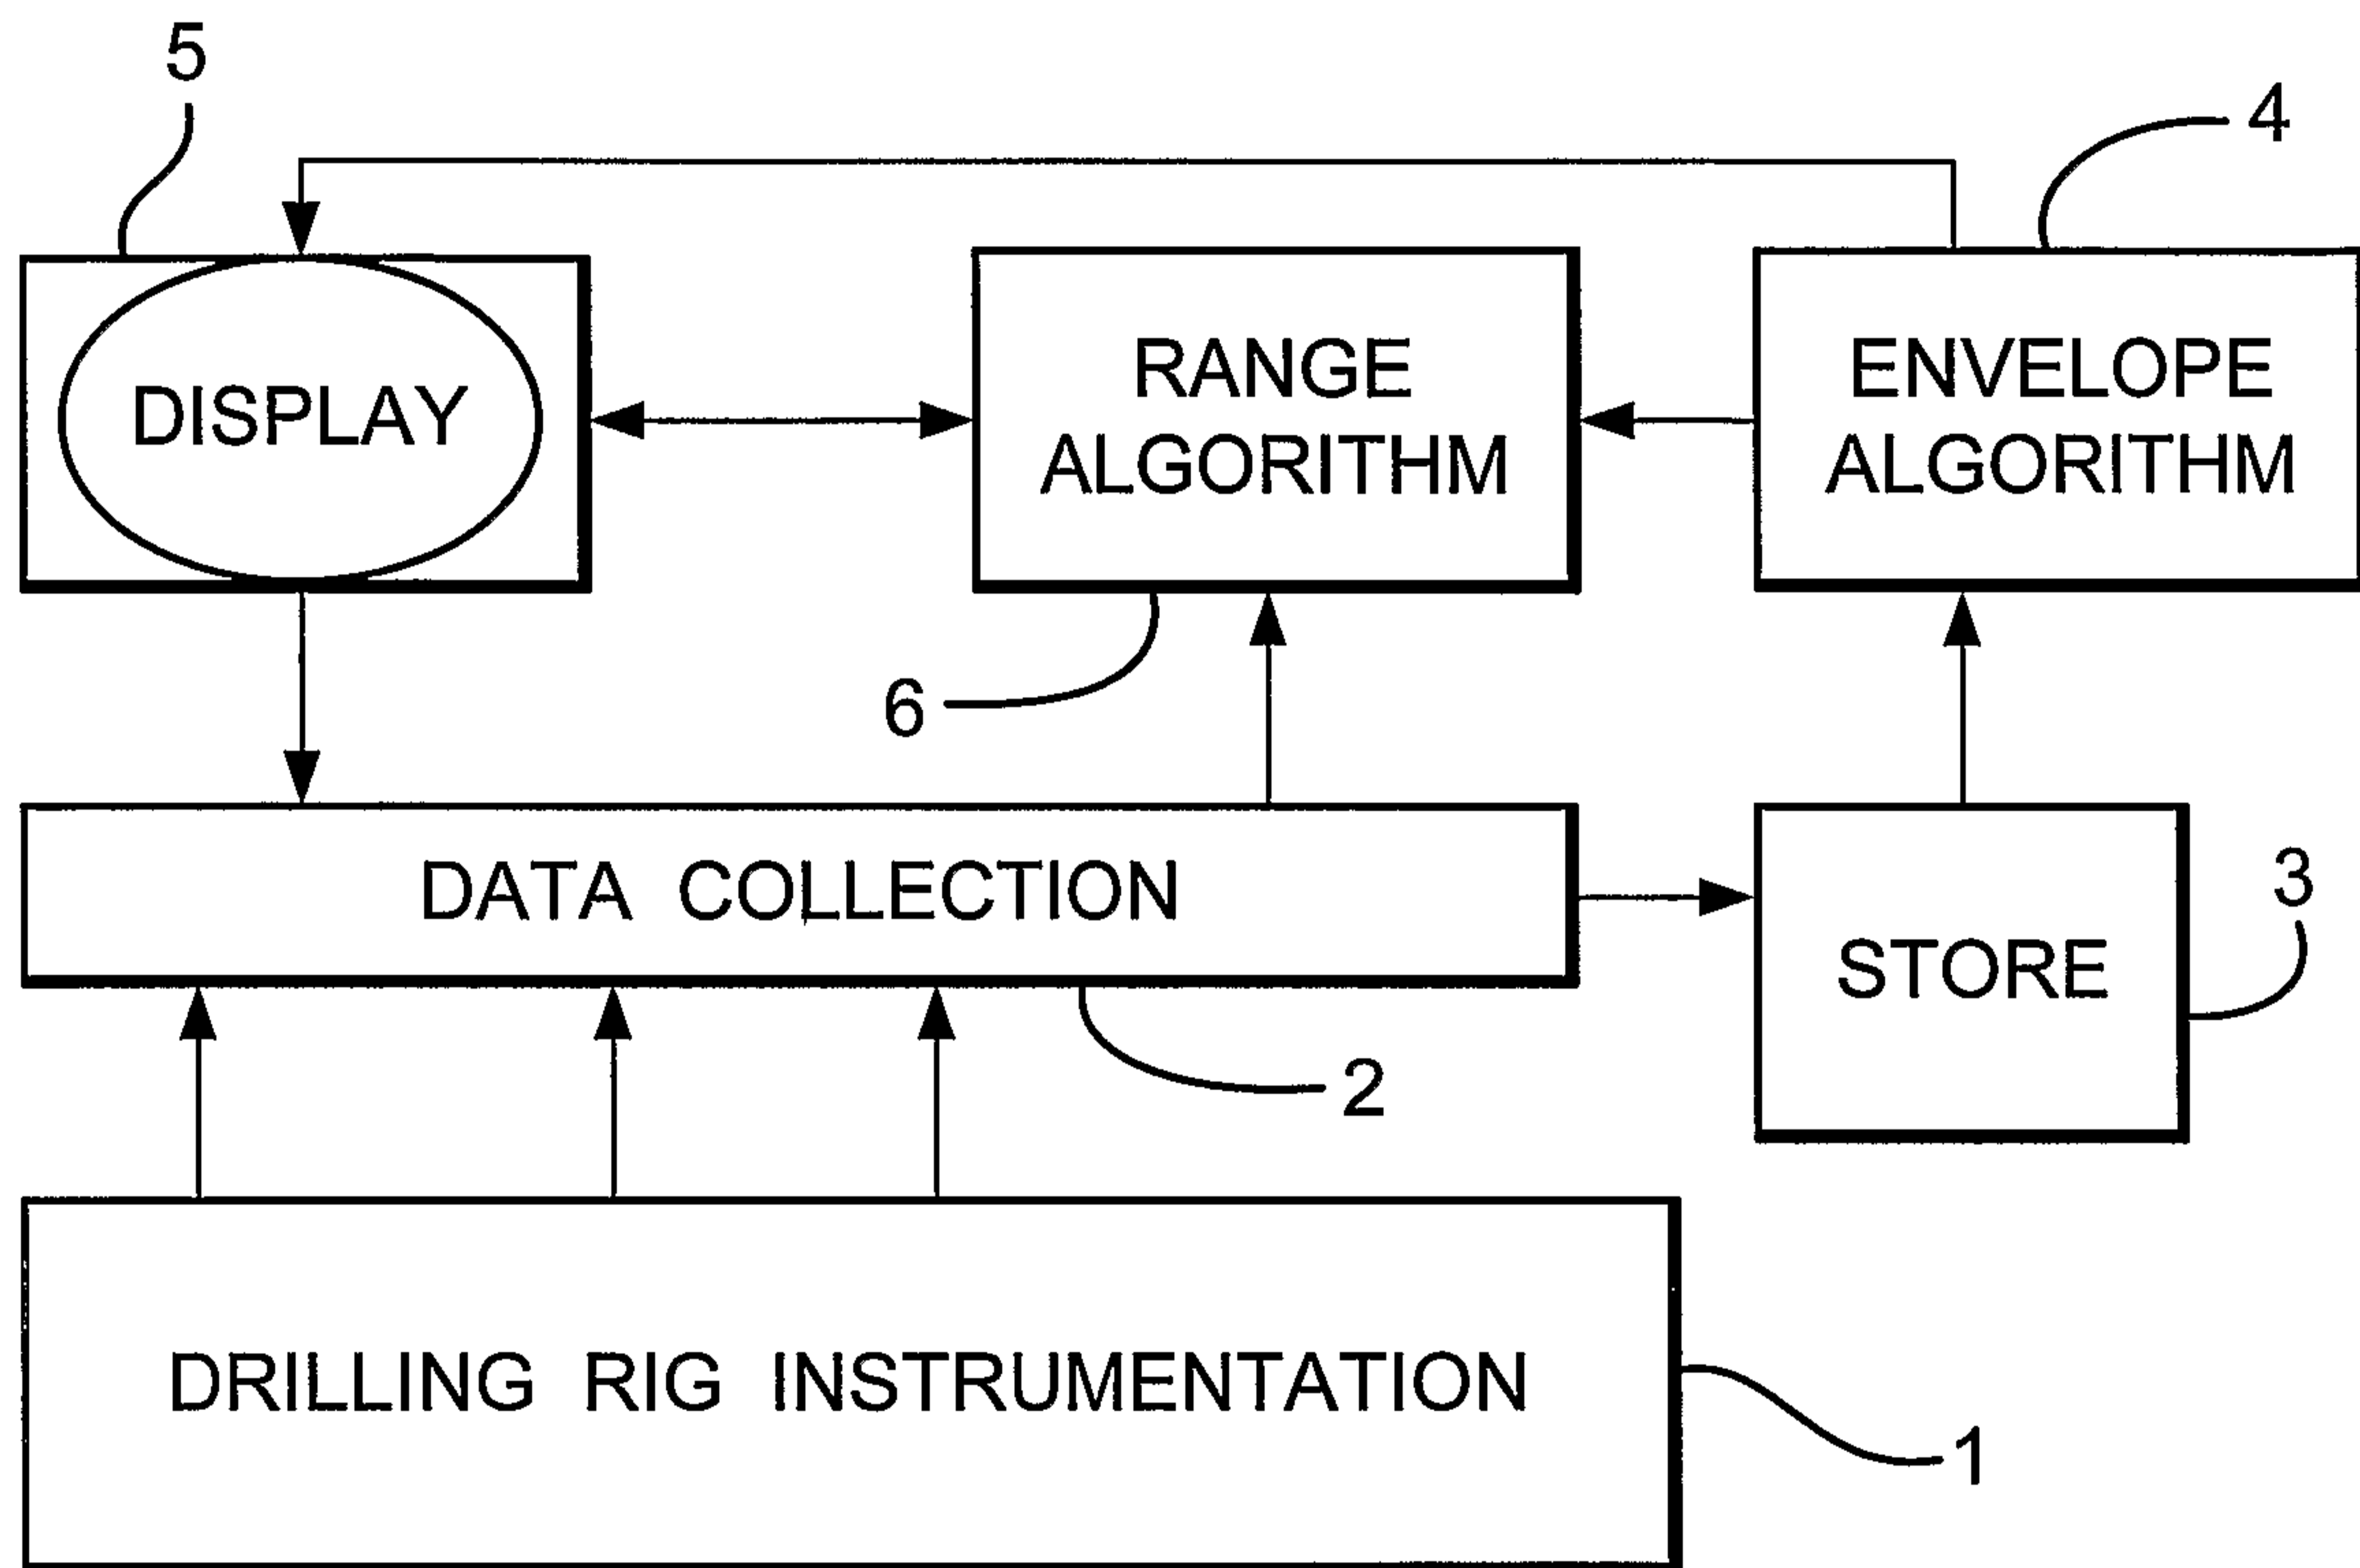 5
4
DISPLAY
RANGE
ALGORITHM
ENVELOPE
ALGORITHM
6
DATA COLLECTION
3
STORE
2
DRILLING RIG INSTRUMENTATION
1